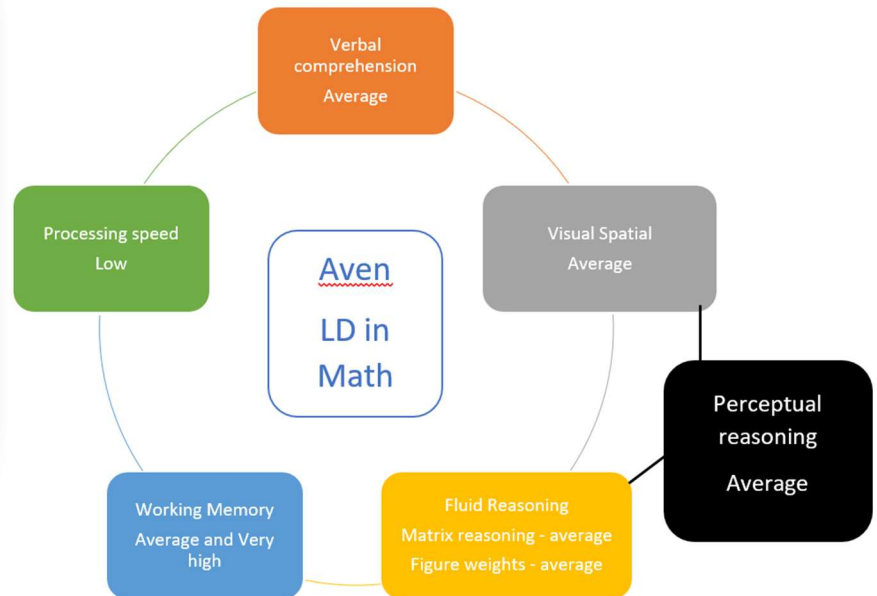 Verbal
comprehension
Average
Processing speed
Low
Visual Spatial
Average
Aven
LD in
Math
Perceptual
reasoning
Average
Working Memory
Average and Very
high
Fluid Reasoning
Matrix reasoning - average
Figure weights - average